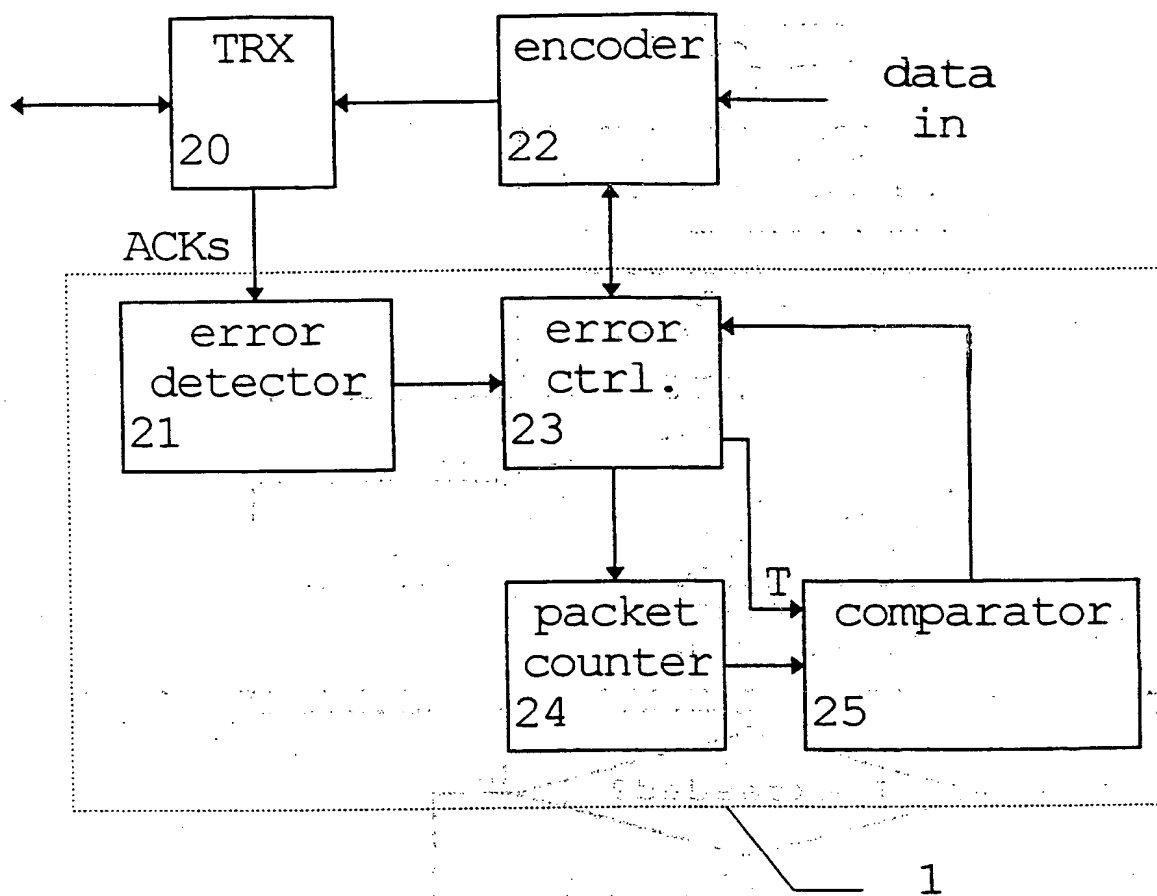 TRX
20
encoder
22
data
in
ACKs
error
detector
21
error
ctrl.
23
T
packet
counter
24
comparator
25
1